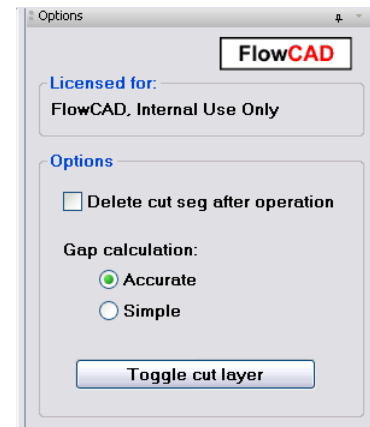 Options
FlowCAD
Licensed for:
FlowCAD, Internal Use Only
Options
Delete cut seg after operation
Gap calculation:
Accurate
Simple
Toggle cut layer